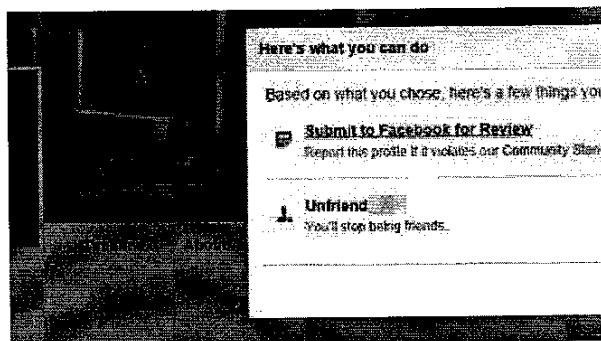 Here's what you can do
Based on what you chose, here's a few things you
Submit to Facebook for Review
Report this profile if it violates our Community Stan
Unfriend
You'll stop being friends.